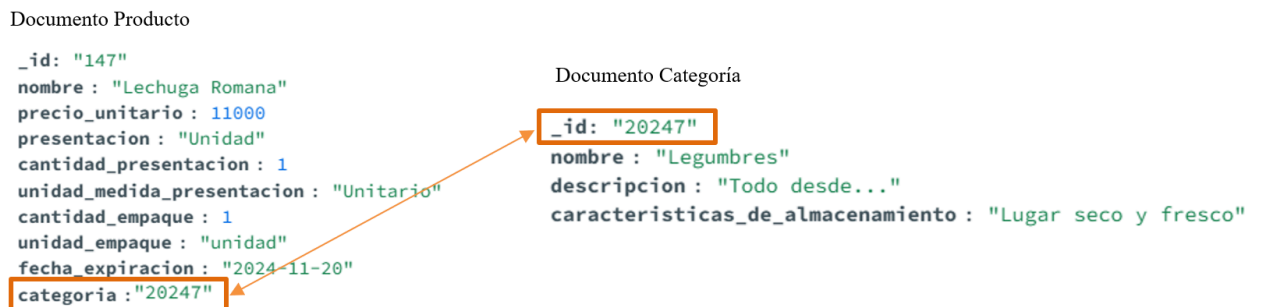 Documento Producto
_id: "147"
nombre : "Lechuga Romana"
precio_unitario : 11000
presentacion : "Unidad"
cantidad_presentacion : 1
unidad_medida_presentacion : "Unitario"
cantidad_empaque : 1
unidad_empaque : "unidad"
fecha_expiracion : "2024-11-20"
categoria :"20247"
Documento Categoría
_id: "20247"
nombre : "Legumbres"
descripcion : "Todo desde..."
caracteristicas_de_almacenamiento : "Lugar seco y fresco"